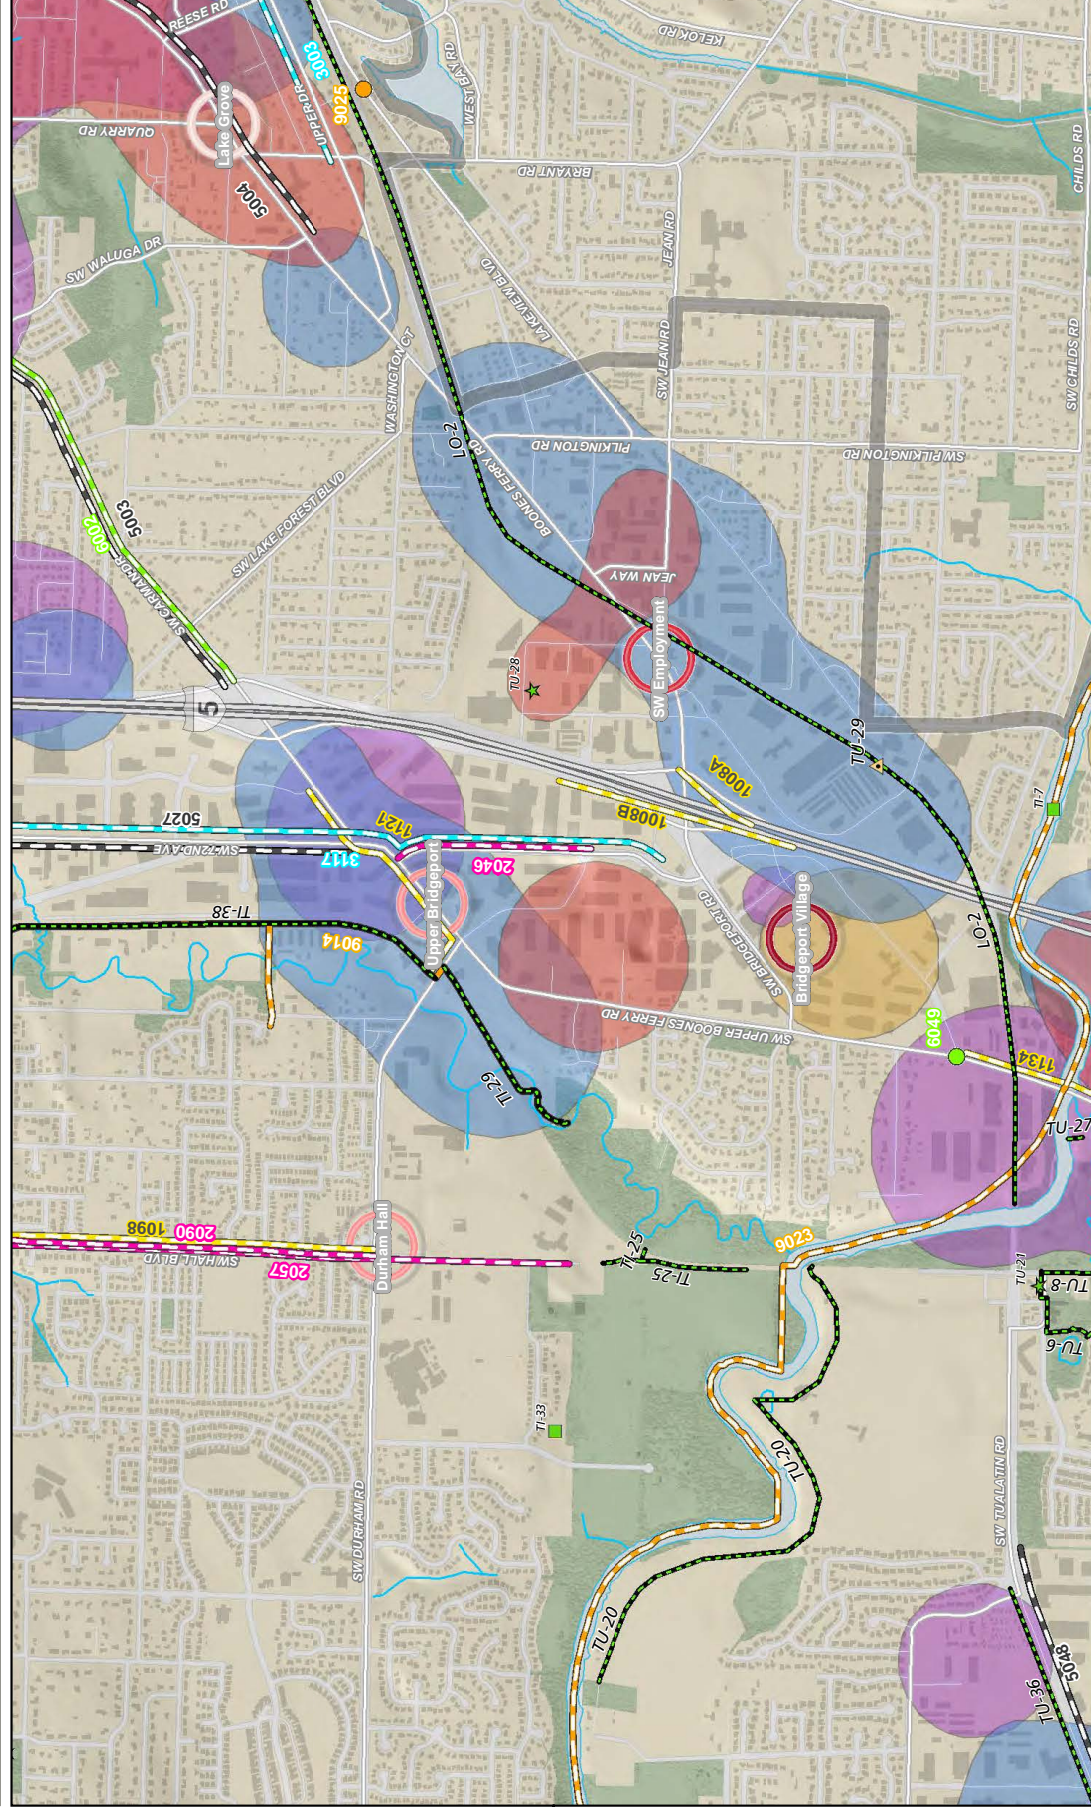 REESE RD
3003
UPPER DR
9025
WEST BAY RD
KELOK RD
QUARRY RD
Lake Grove
5004
BRYANT RD
CHILDS RD
SW WALUGA DR
JEAN RD
LAKEVIEW BLVD
WASHINGTON CT
SW JEAN RD
SW CHILDS RD
LO-2
BOONES FERRY RD
PILKINGTON RD
SW PILKINGTON RD
6002
5003
SW CARMAN DR
SW LAKE FOREST BLVD
JEAN WAY
TU-28
SW Employment
5
TU-29
1008A
1008B
TI-7
5027
SW 72ND AVE
3117
1121
2046
Upper Bridgeport
SW BRIDGEPORT RD
Bridgeport Village
LO-2
TI-38
9014
SW UPPER BOONES FERRY RD
6049
1134
TI-29
TU-27
1098
2090
SW HALL BLVD
2057
Durham Hall
TI-25
TI-25
9023
TU-21
TU-8
TU-6
TI-33
TU-20
SW DURHAM RD
SW TUALATIN RD
TU-20
TU-36
5048